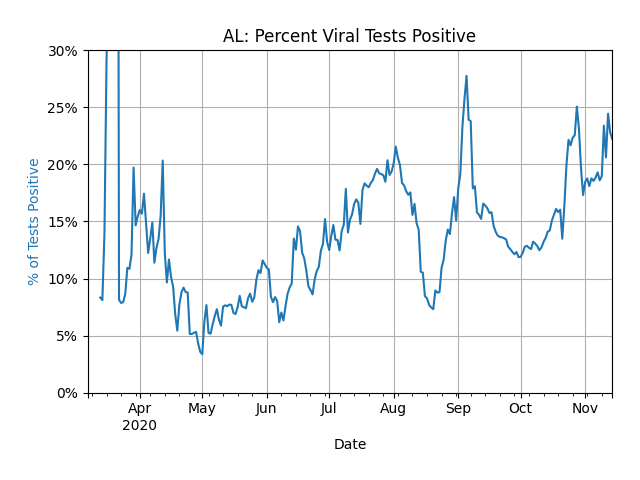 AL: Percent Viral Tests Positive
30%
25%
20%
15%
10%
5%
0%
% of Tests Positive
Apr May Jun Jul Aug Sep Oct Nov
2020
Date